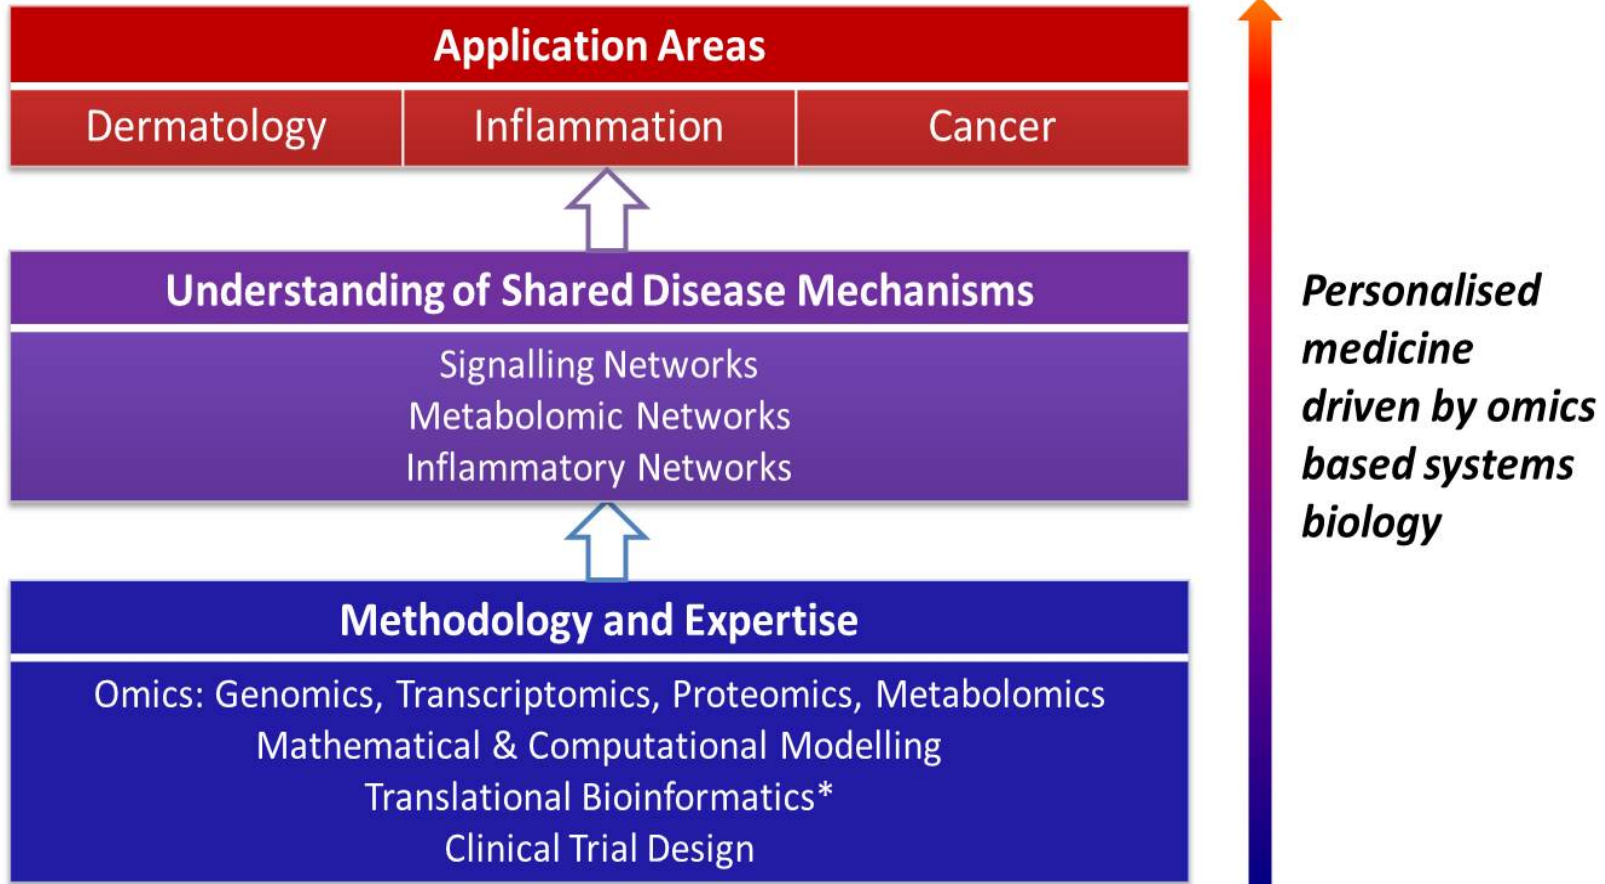 Application Areas
Dermatology
Inflammation
Cancer
Understanding of Shared Disease Mechanisms
Signalling Networks
Metabolomic Networks
Inflammatory Networks
Methodology and Expertise
Omics: Genomics, Transcriptomics, Proteomics, Metabolomics
Mathematical & Computational Modelling
Translational Bioinformatics*
Clinical Trial Design
Personalised
medicine
driven by omics
based systems
biology